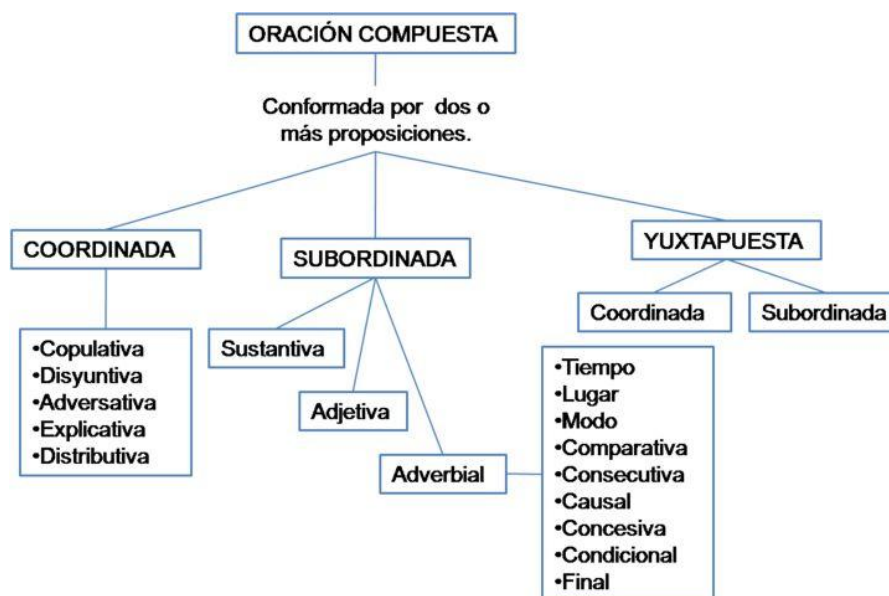 ORACIÓN COMPUESTA
Conformada por dos o
más proposiciones.
COORDINADA
•Copulativa
•Disyuntiva
•Adversativa
•Explicativa
•Distributiva
SUBORDINADA
Sustantiva
Adjetiva
Adverbial
•Tiempo
•Lugar
•Modo
•Comparativa
•Consecutiva
•Causal
•Concesiva
•Condicional
•Final
YUXTAPUESTA
Coordinada
Subordinada